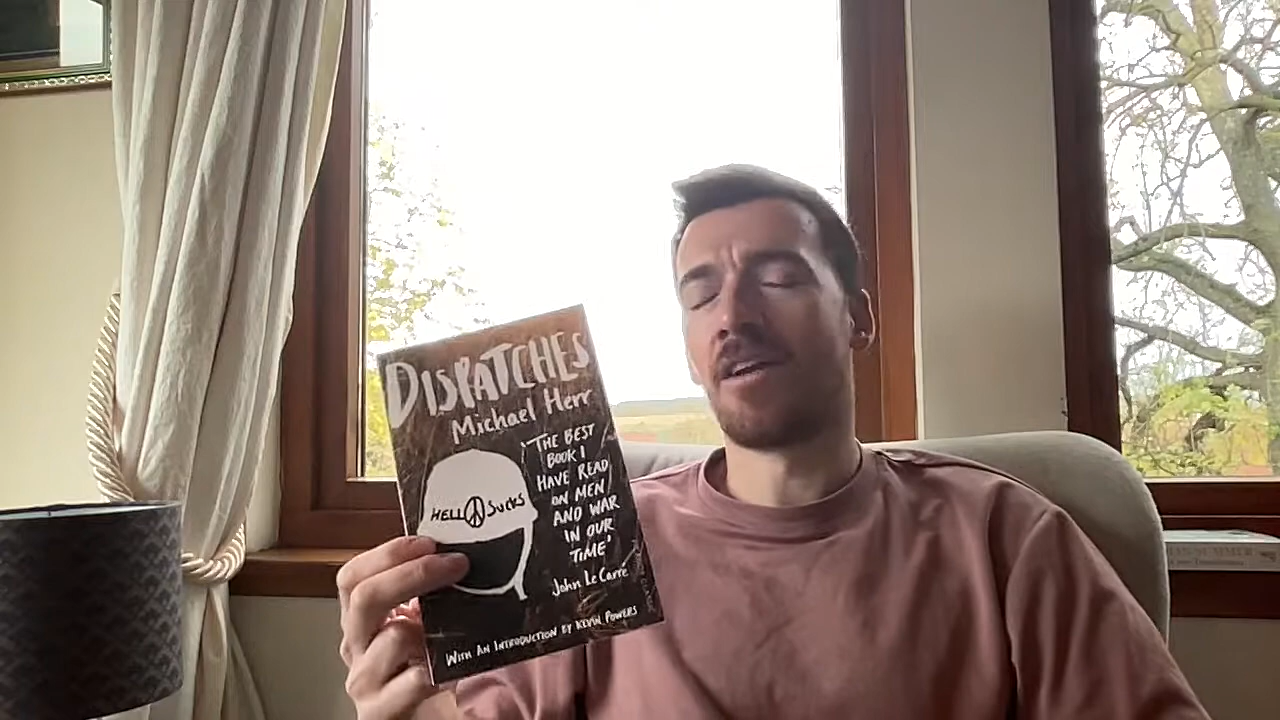 DISPATCHES
Michael Herr
'THE BEST
BOOK I
HAVE READ
ON MEN
AND WAR
IN OUR
TIME'
John Le Carré
HELL SUCKS
WITH AN INTRODUCTION BY KEVIN POWERS
SUMMER